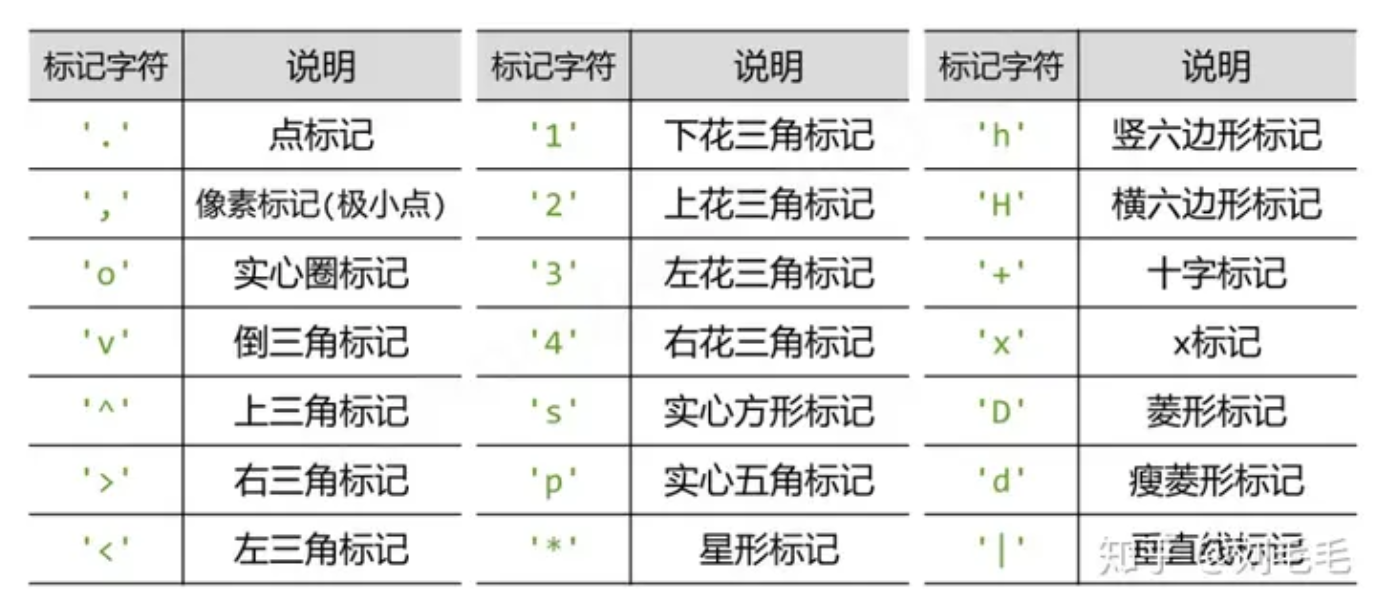 标记字符 说明 标记字符 说明 标记字符 说明
'.' 点标记 '1' 下花三角标记 'h' 竖六边形标记
',' 像素标记(极小点) '2' 上花三角标记 'H' 横六边形标记
'o' 实心圈标记 '3' 左花三角标记 '+' 十字标记
'v' 倒三角标记 '4' 右花三角标记 'x' x标记
'^' 上三角标记 's' 实心方形标记 'D' 菱形标记
'>' 右三角标记 'p' 实心五角标记 'd' 瘦菱形标记
'<' 左三角标记 '*' 星形标记 '|' 垂直线标记
知乎